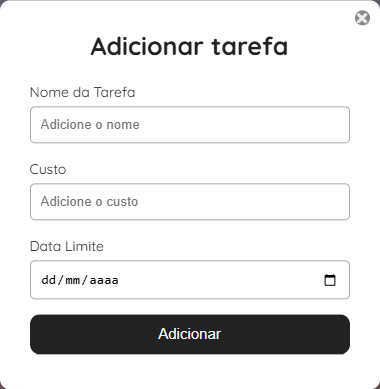 Adicionar tarefa
Nome da Tarefa
Adicione o nome
Custo
Adicione o custo
Data Limite
dd/mm/aaaa
Adicionar